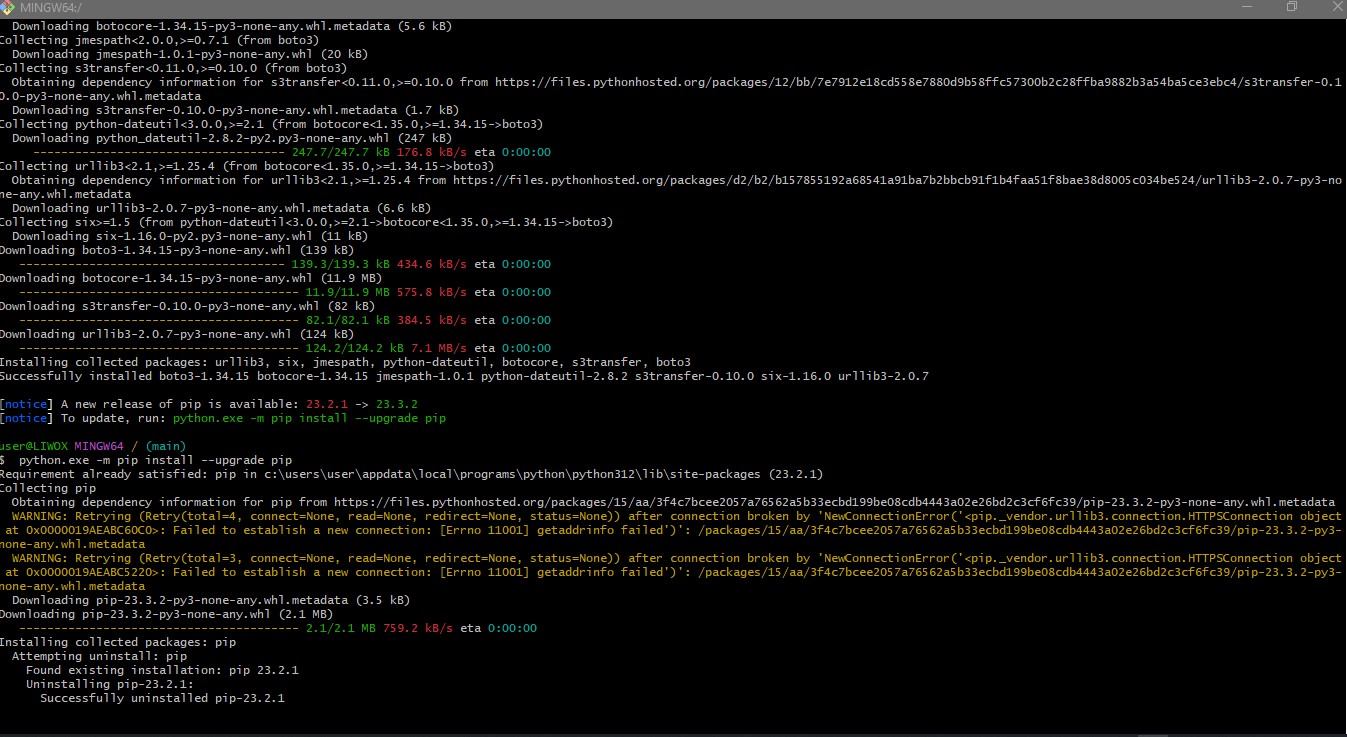 MINGW64:/
Downloading botocore-1.34.15-py3-none-any.whl.metadata (5.6 kB)
Collecting jmespath<2.0.0,>=0.7.1 (from boto3)
Downloading jmespath-1.0.1-py3-none-any.whl (20 kB)
Collecting s3transfer<0.11.0,>=0.10.0 (from boto3)
Obtaining dependency information for s3transfer<0.11.0,>=0.10.0 from https://files.pythonhosted.org/packages/12/bb/7e7912e18cd558e7880d9b58ffc57300b2c28ffba9882b3a54ba5ce3ebc4/s3transfer-0.1
0.0-py3-none-any.whl.metadata
Downloading s3transfer-0.10.0-py3-none-any.whl.metadata (1.7 kB)
Collecting python-dateutil<3.0.0,>=2.1 (from botocore<1.35.0,>=1.34.15->boto3)
Downloading python_dateutil-2.8.2-py2.py3-none-any.whl (247 kB)
---------------------------------------- 247.7/247.7 kB 176.8 kB/s eta 0:00:00
Collecting urllib3<2.1,>=1.25.4 (from botocore<1.35.0,>=1.34.15->boto3)
Obtaining dependency information for urllib3<2.1,>=1.25.4 from https://files.pythonhosted.org/packages/d2/b2/b157855192a68541a91ba7b2bbcb91f1b4faa51f8bae38d8005c034be524/urllib3-2.0.7-py3-no
ne-any.whl.metadata
Downloading urllib3-2.0.7-py3-none-any.whl.metadata (6.6 kB)
Collecting six>=1.5 (from python-dateutil<3.0.0,>=2.1->botocore<1.35.0,>=1.34.15->boto3)
Downloading six-1.16.0-py2.py3-none-any.whl (11 kB)
Downloading boto3-1.34.15-py3-none-any.whl (139 kB)
---------------------------------------- 139.3/139.3 kB 434.6 kB/s eta 0:00:00
Downloading botocore-1.34.15-py3-none-any.whl (11.9 MB)
---------------------------------------- 11.9/11.9 MB 575.8 kB/s eta 0:00:00
Downloading s3transfer-0.10.0-py3-none-any.whl (82 kB)
---------------------------------------- 82.1/82.1 kB 384.5 kB/s eta 0:00:00
Downloading urllib3-2.0.7-py3-none-any.whl (124 kB)
---------------------------------------- 124.2/124.2 kB 7.1 MB/s eta 0:00:00
Installing collected packages: urllib3, six, jmespath, python-dateutil, botocore, s3transfer, boto3
Successfully installed boto3-1.34.15 botocore-1.34.15 jmespath-1.0.1 python-dateutil-2.8.2 s3transfer-0.10.0 six-1.16.0 urllib3-2.0.7
[notice] A new release of pip is available: 23.2.1 -> 23.3.2
[notice] To update, run: python.exe -m pip install --upgrade pip
user@LIWOX MINGW64 / (main)
$ python.exe -m pip install --upgrade pip
Requirement already satisfied: pip in c:\users\user\appdata\local\programs\python\python312\lib\site-packages (23.2.1)
Collecting pip
Obtaining dependency information for pip from https://files.pythonhosted.org/packages/15/aa/3f4c7bcee2057a76562a5b33ecbd199be08cdb4443a02e26bd2c3cf6fc39/pip-23.3.2-py3-none-any.whl.metadata
WARNING: Retrying (Retry(total=4, connect=None, read=None, redirect=None, status=None)) after connection broken by 'NewConnectionError('<pip._vendor.urllib3.connection.HTTPSConnection object
at 0x0000019AEABC60C0>: Failed to establish a new connection: [Errno 11001] getaddrinfo failed')': /packages/15/aa/3f4c7bcee2057a76562a5b33ecbd199be08cdb4443a02e26bd2c3cf6fc39/pip-23.3.2-py3-
none-any.whl.metadata
WARNING: Retrying (Retry(total=3, connect=None, read=None, redirect=None, status=None)) after connection broken by 'NewConnectionError('<pip._vendor.urllib3.connection.HTTPSConnection object
at 0x0000019AEABC5220>: Failed to establish a new connection: [Errno 11001] getaddrinfo failed')': /packages/15/aa/3f4c7bcee2057a76562a5b33ecbd199be08cdb4443a02e26bd2c3cf6fc39/pip-23.3.2-py3-
none-any.whl.metadata
Downloading pip-23.3.2-py3-none-any.whl.metadata (3.5 kB)
Downloading pip-23.3.2-py3-none-any.whl (2.1 MB)
---------------------------------------- 2.1/2.1 MB 759.2 kB/s eta 0:00:00
Installing collected packages: pip
Attempting uninstall: pip
Found existing installation: pip 23.2.1
Uninstalling pip-23.2.1:
Successfully uninstalled pip-23.2.1